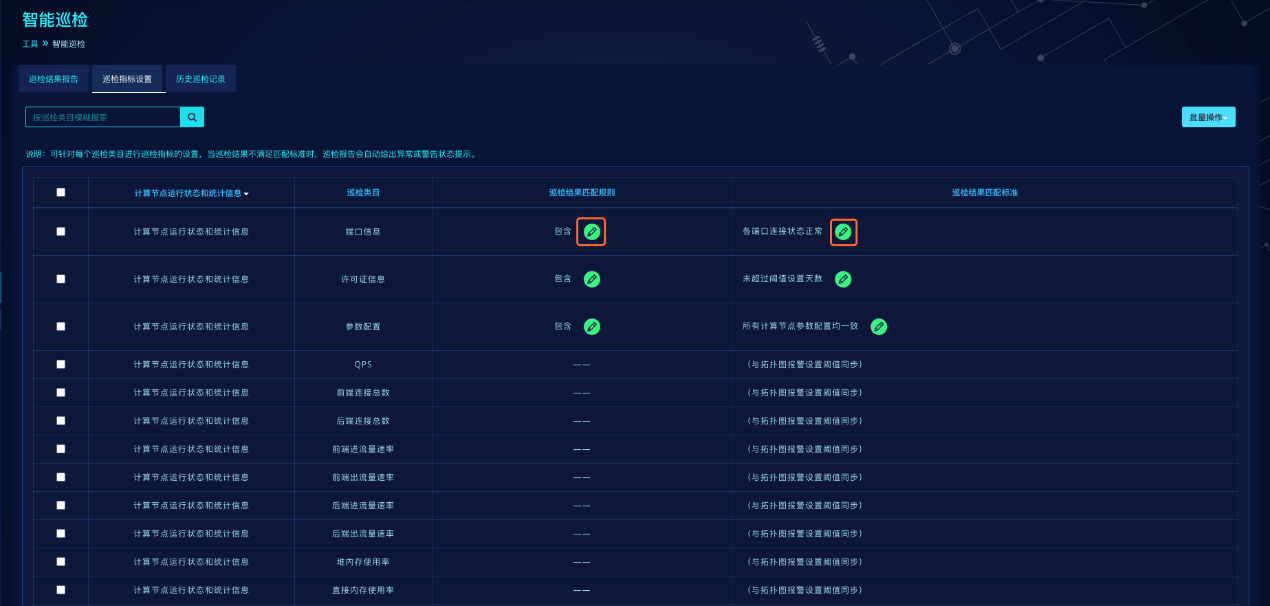 智能巡检
工具 » 智能巡检
巡检结果报告 巡检指标设置 历史巡检记录
按巡检类目模糊搜索 批量操作
说明：可针对每个巡检类目进行巡检指标的设置，当巡检结果不满足匹配标准时，巡检报告会自动给出异常或警告状态提示。
计算节点运行状态和统计信息 巡检类目 巡检结果匹配规则 巡检结果匹配标准
计算节点运行状态和统计信息 端口信息 包含 各端口连接状态正常
计算节点运行状态和统计信息 许可证信息 包含 未超过阈值设置天数
计算节点运行状态和统计信息 参数配置 包含 所有计算节点参数配置均一致
计算节点运行状态和统计信息 QPS —— (与拓扑图报警设置阈值同步)
计算节点运行状态和统计信息 前端连接总数 —— (与拓扑图报警设置阈值同步)
计算节点运行状态和统计信息 后端连接总数 —— (与拓扑图报警设置阈值同步)
计算节点运行状态和统计信息 前端进流量速率 —— (与拓扑图报警设置阈值同步)
计算节点运行状态和统计信息 前端出流量速率 —— (与拓扑图报警设置阈值同步)
计算节点运行状态和统计信息 后端进流量速率 —— (与拓扑图报警设置阈值同步)
计算节点运行状态和统计信息 后端出流量速率 —— (与拓扑图报警设置阈值同步)
计算节点运行状态和统计信息 堆内存使用率 —— (与拓扑图报警设置阈值同步)
计算节点运行状态和统计信息 直接内存使用率 —— (与拓扑图报警设置阈值同步)